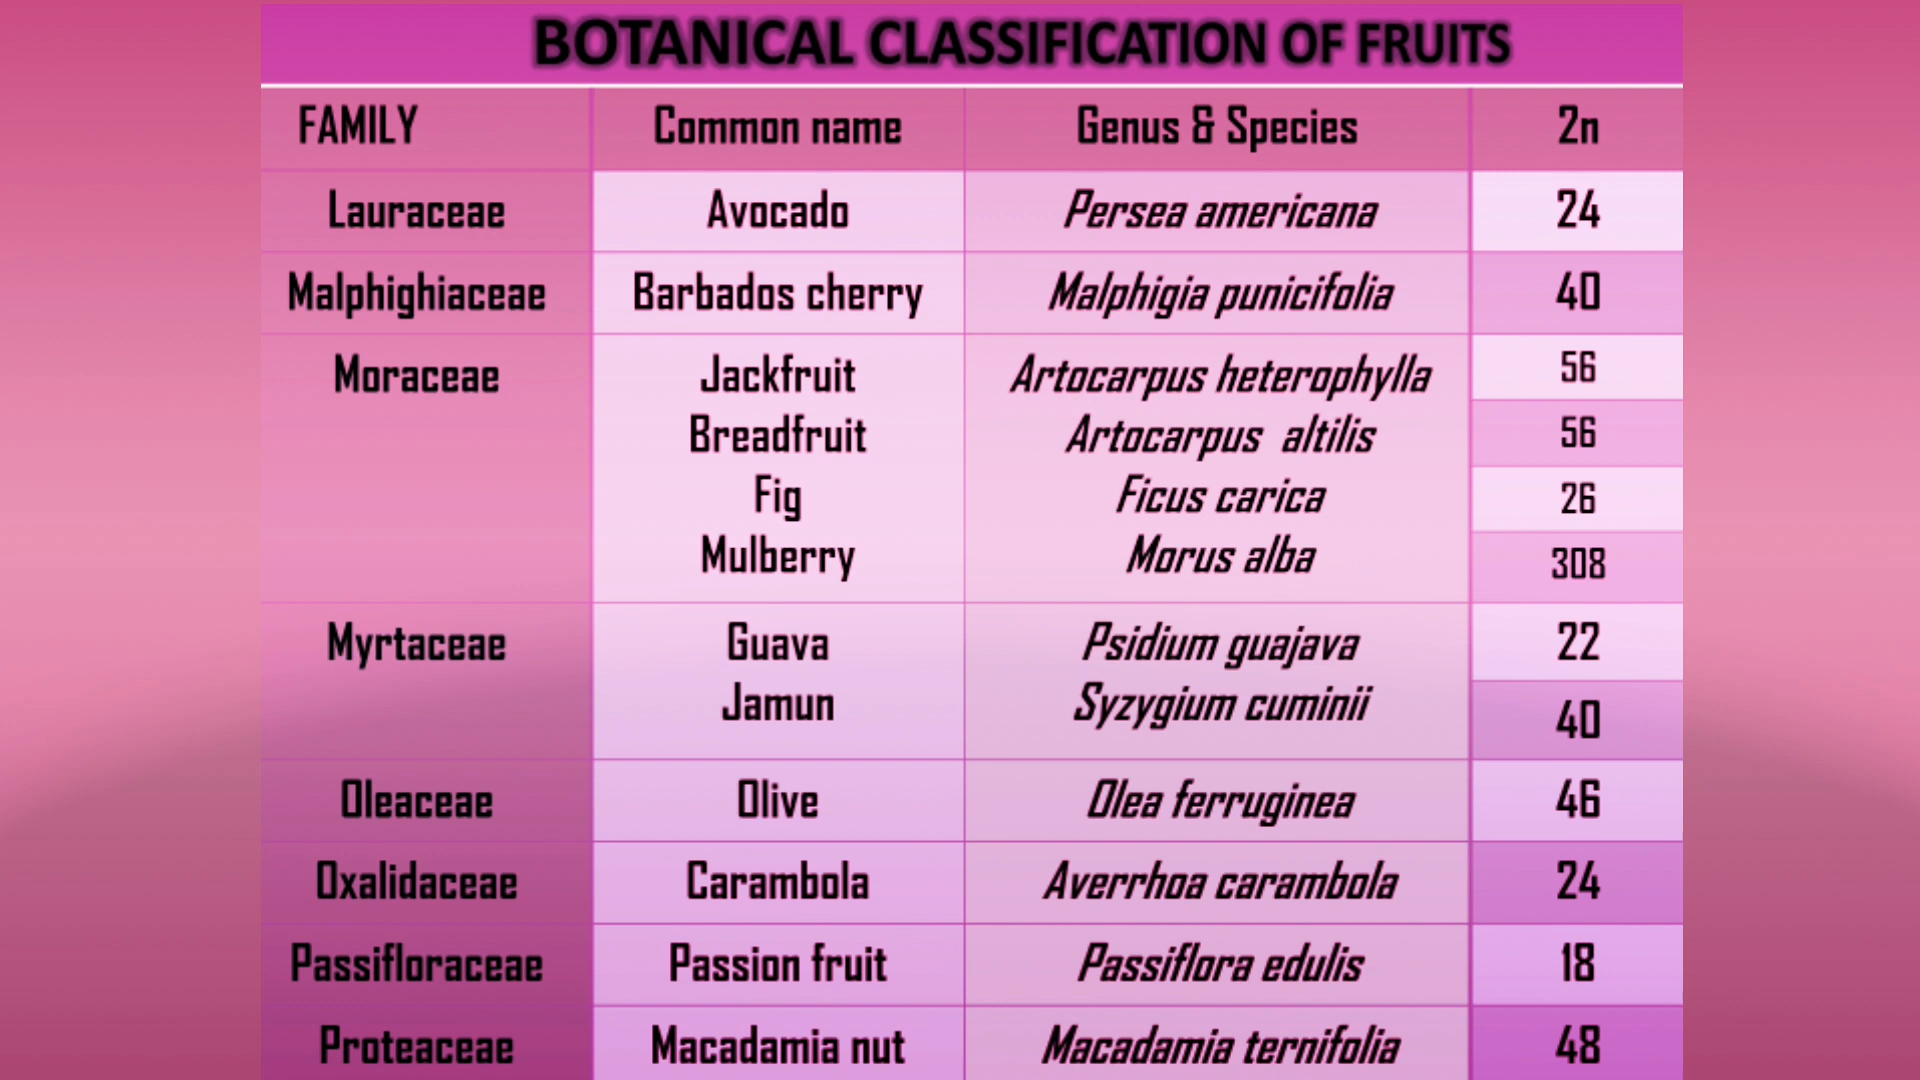 BOTANICAL CLASSIFICATION OF FRUITS
FAMILY Common name Genus & Species 2n
Lauraceae Avocado Persea americana 24
Malphighiaceae Barbados cherry Malphigia punicifolia 40
Moraceae Jackfruit Artocarpus heterophylla 56
Breadfruit Artocarpus altilis 56
Fig Ficus carica 26
Mulberry Morus alba 308
Myrtaceae Guava Psidium guajava 22
Jamun Syzygium cuminii 40
Oleaceae Olive Olea ferruginea 46
Oxalidaceae Carambola Averrhoa carambola 24
Passifloraceae Passion fruit Passiflora edulis 18
Proteaceae Macadamia nut Macadamia ternifolia 48